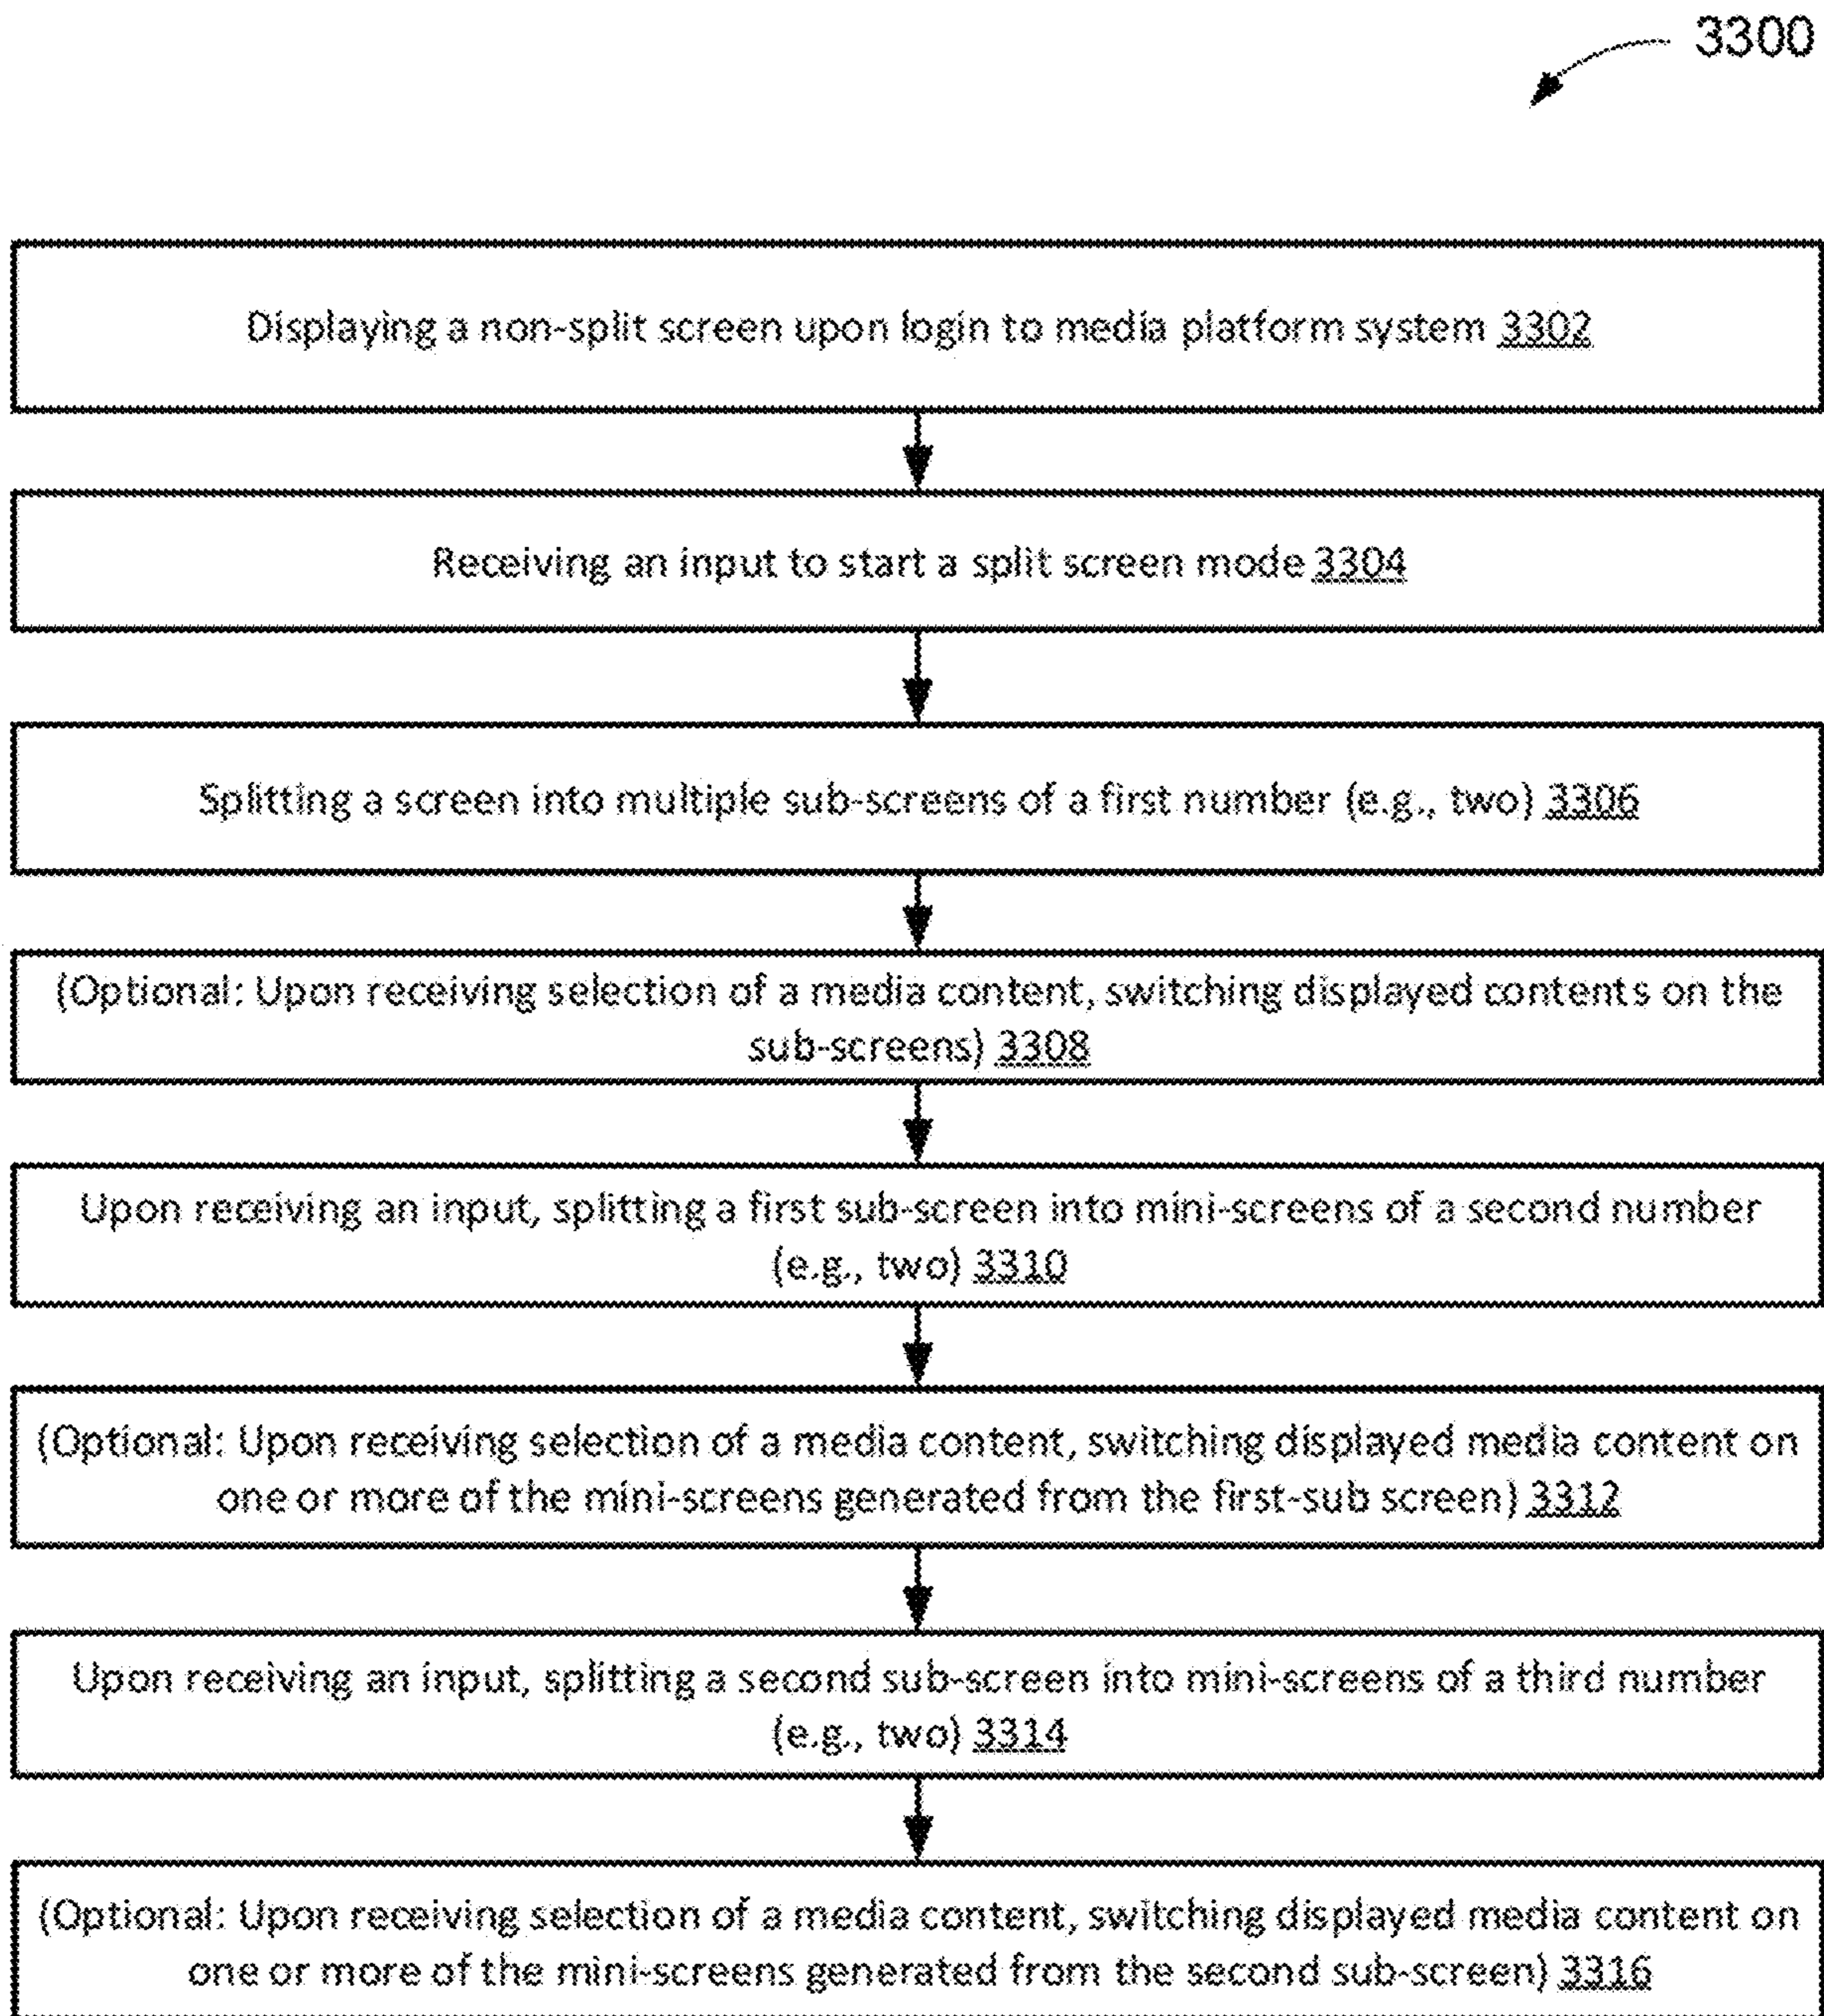 3300
Displaying a non-split screen upon login to media platform system 3302
Receiving an input to start a split screen mode 3304
Splitting a screen into multiple sub-screens of a first number (e.g., two) 3306
(Optional: Upon receiving selection of a media content, switching displayed contents on the
sub-screens) 3308
Upon receiving an input, splitting a first sub-screen into mini-screens of a second number
(e.g., two) 3310
(Optional: Upon receiving selection of a media content, switching displayed media content on
one or more of the mini-screens generated from the first-sub screen) 3312
Upon receiving an input, splitting a second sub-screen into mini-screens of a third number
(e.g., two) 3314
(Optional: Upon receiving selection of a media content, switching displayed media content on
one or more of the mini-screens generated from the second sub-screen) 3316